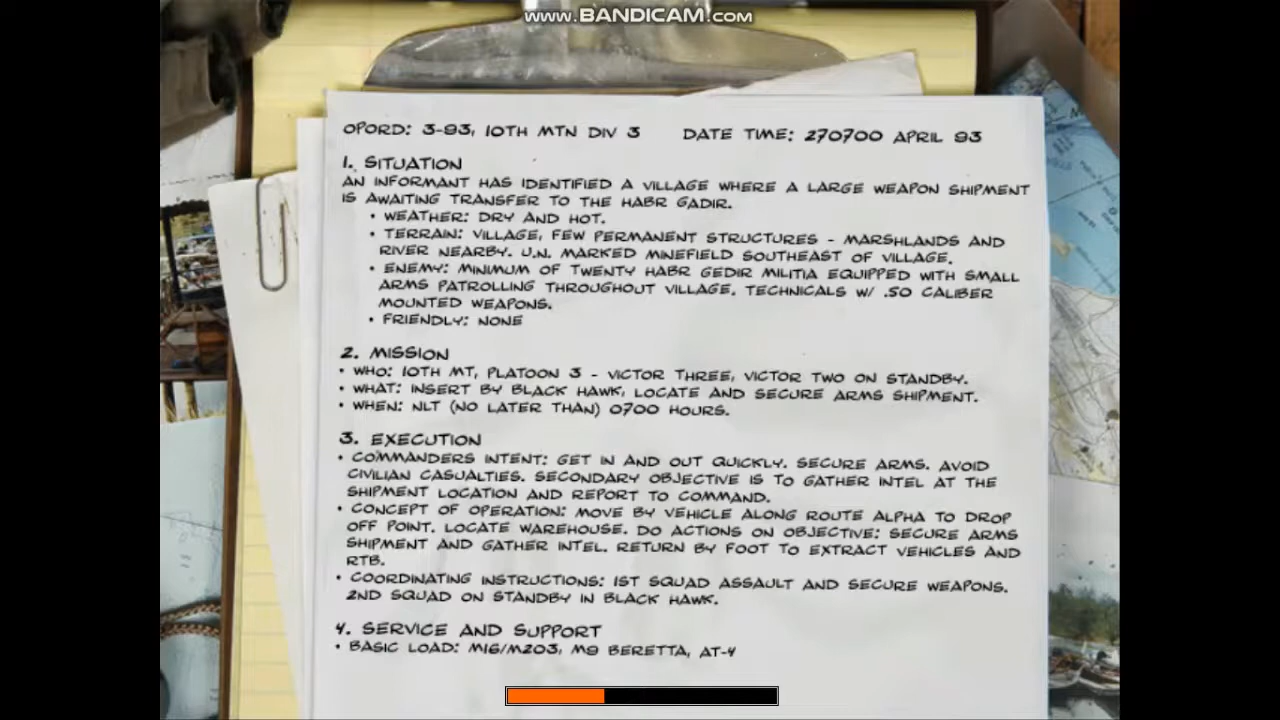 www.BANDICAM.com
OPORD: 3-93, 10TH MTN DIV 3 DATE TIME: 270700 APRIL 93
1. SITUATION
AN INFORMANT HAS IDENTIFIED A VILLAGE WHERE A LARGE WEAPON SHIPMENT
IS AWAITING TRANSFER TO THE HABR GADIR.
• WEATHER: DRY AND HOT.
• TERRAIN: VILLAGE, FEW PERMANENT STRUCTURES - MARSHLANDS AND
RIVER NEARBY. U.N. MARKED MINEFIELD SOUTHEAST OF VILLAGE.
• ENEMY: MINIMUM OF TWENTY HABR GEDIR MILITIA EQUIPPED WITH SMALL
ARMS PATROLLING THROUGHOUT VILLAGE. TECHNICALS W/ .50 CALIBER
MOUNTED WEAPONS.
• FRIENDLY: NONE
2. MISSION
• WHO: 10TH MT, PLATOON 3 - VICTOR THREE, VICTOR TWO ON STANDBY.
• WHAT: INSERT BY BLACK HAWK, LOCATE AND SECURE ARMS SHIPMENT.
• WHEN: NLT (NO LATER THAN) 0700 HOURS.
3. EXECUTION
• COMMANDERS INTENT: GET IN AND OUT QUICKLY. SECURE ARMS. AVOID
CIVILIAN CASUALTIES. SECONDARY OBJECTIVE IS TO GATHER INTEL AT THE
SHIPMENT LOCATION AND REPORT TO COMMAND.
• CONCEPT OF OPERATION: MOVE BY VEHICLE ALONG ROUTE ALPHA TO DROP
OFF POINT. LOCATE WAREHOUSE. DO ACTIONS ON OBJECTIVE: SECURE ARMS
SHIPMENT AND GATHER INTEL. RETURN BY FOOT TO EXTRACT VEHICLES AND
RTB.
• COORDINATING INSTRUCTIONS: 1ST SQUAD ASSAULT AND SECURE WEAPONS.
2ND SQUAD ON STANDBY IN BLACK HAWK.
4. SERVICE AND SUPPORT
• BASIC LOAD: M16/M203, M9 BERETTA, AT-4